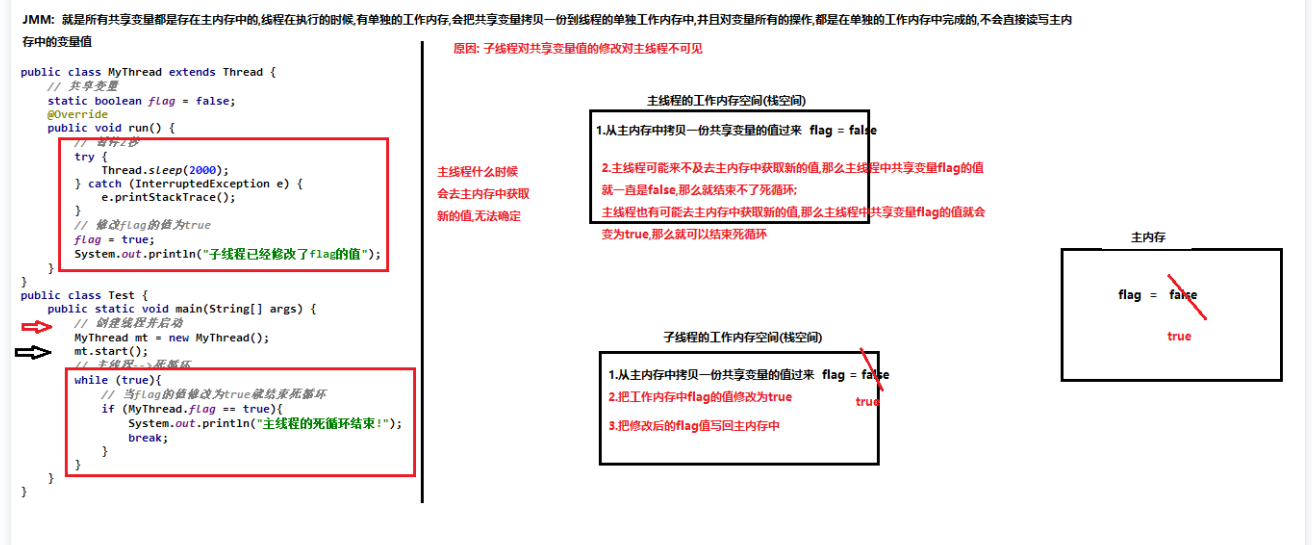 JMM: 就是所有共享变量都是存在主内存中的,线程在执行的时候,有单独的工作内存,会把共享变量拷贝一份到线程的单独工作内存中,并且对变量所有的操作,都是在单独的工作内存中完成的,不会直接读写主内
存中的变量值
public class MyThread extends Thread {
// 共享变量
static boolean flag = false;
@Override
public void run() {
// 暂停2秒
try {
Thread.sleep(2000);
} catch (InterruptedException e) {
e.printStackTrace();
}
// 修改flag的值为true
flag = true;
System.out.println("子线程已经修改了flag的值");
}
}
public class Test {
public static void main(String[] args) {
// 创建线程并启动
MyThread mt = new MyThread();
mt.start();
// 主线程-->死循环
while (true){
// 当flag的值修改为true就结束死循环
if (MyThread.flag == true){
System.out.println("主线程的死循环结束!");
break;
}
}
}
}
原因: 子线程对共享变量值的修改对主线程不可见
主线程什么时候
会去主内存中获取
新的值,无法确定
主线程的工作内存空间(栈空间)
1.从主内存中拷贝一份共享变量的值过来 flag = false
2.主线程可能来不及去主内存中获取新的值,那么主线程中共享变量flag的值
就一直是false,那么就结束不了死循环;
主线程也有可能去主内存中获取新的值,那么主线程中共享变量flag的值就会
变为true,那么就可以结束死循环
子线程的工作内存空间(栈空间)
1.从主内存中拷贝一份共享变量的值过来 flag = false
2.把工作内存中flag的值修改为true
true
3.把修改后的flag值写回主内存中
主内存
flag = false
true